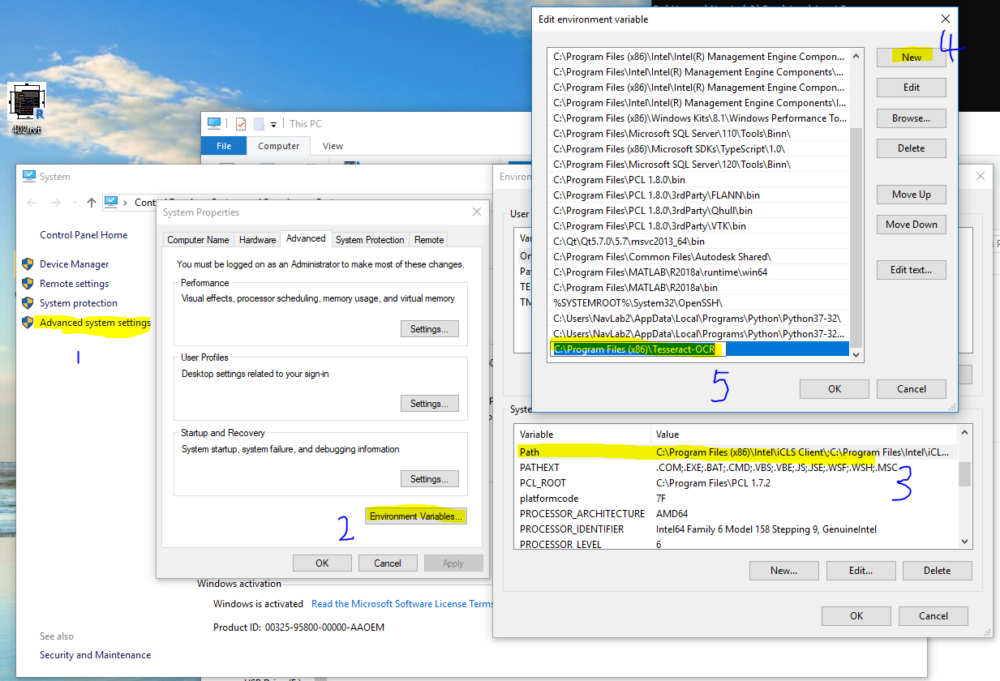 402.rvt
This PC
File
Computer
View
System
Control Panel Home
Device Manager
Remote settings
System protection
Advanced system settings
1
See also
Security and Maintenance
System Properties
Computer Name
Hardware
Advanced
System Protection
Remote
You must be logged on as an Administrator to make most of these changes.
Performance
Visual effects, processor scheduling, memory usage, and virtual memory
Settings...
User Profiles
Desktop settings related to your sign-in
Settings...
Startup and Recovery
System startup, system failure, and debugging information
Settings...
2
Environment Variables...
OK
Cancel
Apply
Windows activation
Windows is activated
Read the Microsoft Software License Terms
Product ID: 00325-95800-00000-AAOEM
Edit environment variable
C:\Program Files (x86)\Intel\Intel(R) Management Engine Compon...
C:\Program Files\Intel\Intel(R) Management Engine Components\...
C:\Program Files (x86)\Intel\Intel(R) Management Engine Compon...
C:\Program Files\Intel\Intel(R) Management Engine Components\I...
C:\Program Files (x86)\Windows Kits\8.1\Windows Performance To...
C:\Program Files\Microsoft SQL Server\110\Tools\Binn\
C:\Program Files (x86)\Microsoft SDKs\TypeScript\1.0\
C:\Program Files\Microsoft SQL Server\120\Tools\Binn\
C:\Program Files\PCL 1.8.0\bin
C:\Program Files\PCL 1.8.0\3rdParty\FLANN\bin
C:\Program Files\PCL 1.8.0\3rdParty\Qhull\bin
C:\Program Files\PCL 1.8.0\3rdParty\VTK\bin
C:\Qt\Qt5.7.0\5.7\msvc2013_64\bin
C:\Program Files\Common Files\Autodesk Shared\
C:\Program Files\MATLAB\R2018a\runtime\win64
C:\Program Files\MATLAB\R2018a\bin
%SYSTEMROOT%\System32\OpenSSH\
C:\Users\NavLab2\AppData\Local\Programs\Python\Python37-32\
C:\Users\NavLab2\AppData\Local\Programs\Python\Python37-32...
C:\Program Files (x86)\Tesseract-OCR
New
4
Edit
Browse...
Delete
Move Up
Move Down
Edit text...
5
OK
Cancel
User
Variable
Value
Path
C:\Program Files (x86)\Intel\iCLS Client\;C:\Program Files\Intel\iCL...
PATHEXT
.COM;.EXE;.BAT;.CMD;.VBS;.VBE;.JS;.JSE;.WSF;.WSH;.MSC
PCL_ROOT
C:\Program Files\PCL 1.7.2
3
platformcode
7F
PROCESSOR_ARCHITECTURE
AMD64
PROCESSOR_IDENTIFIER
Intel64 Family 6 Model 158 Stepping 9, GenuineIntel
PROCESSOR_LEVEL
6
New...
Edit...
Delete
OK
Cancel